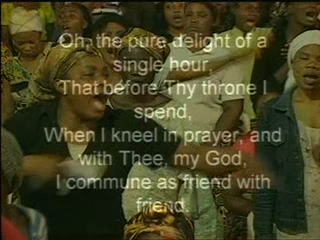 Oh, the pure delight of a
single hour,
That before Thy throne I
spend,
When I kneel in prayer, and
with Thee, my God,
I commune as friend with
friend.